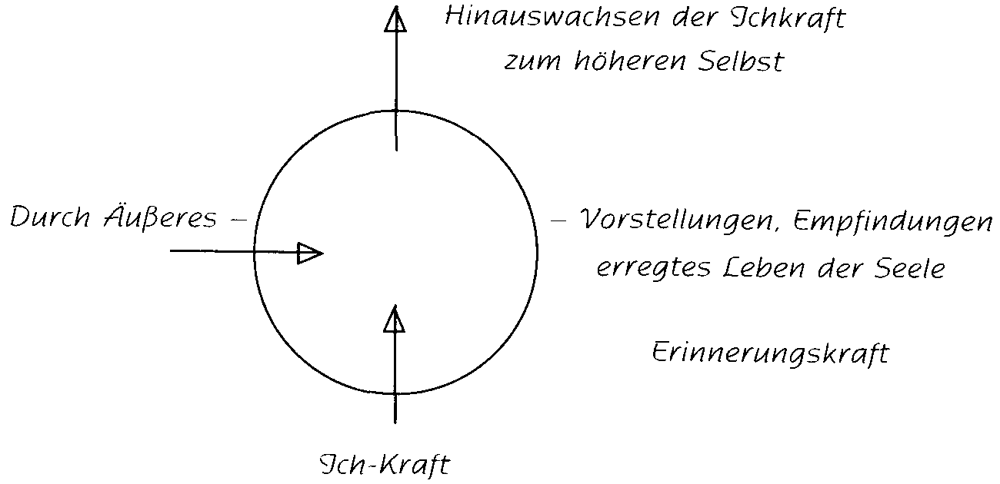 Hinauswachsen der Ichkraft
zum höheren Selbst
Durch Äußeres –
– Vorstellungen, Empfindungen
erregtes Leben der Seele
Erinnerungskraft
Ich-Kraft